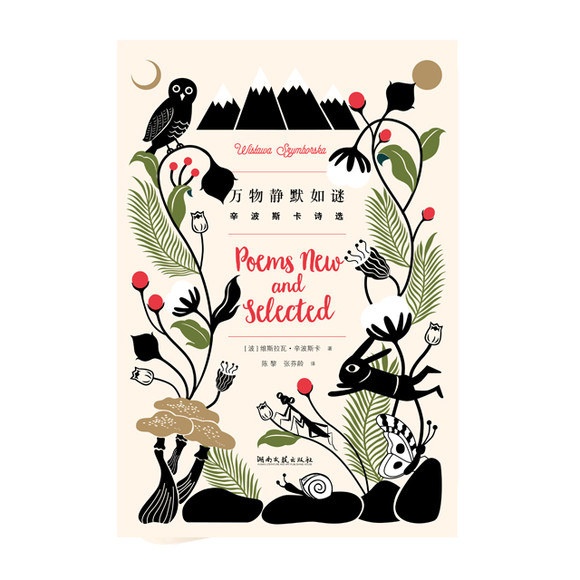 Wisława Szymborska
万物静默如谜
辛波斯卡诗选
Poems New
and
Selected
[波]维斯拉瓦·辛波斯卡 著
陈黎 张芬龄 译
湖南文艺出版社